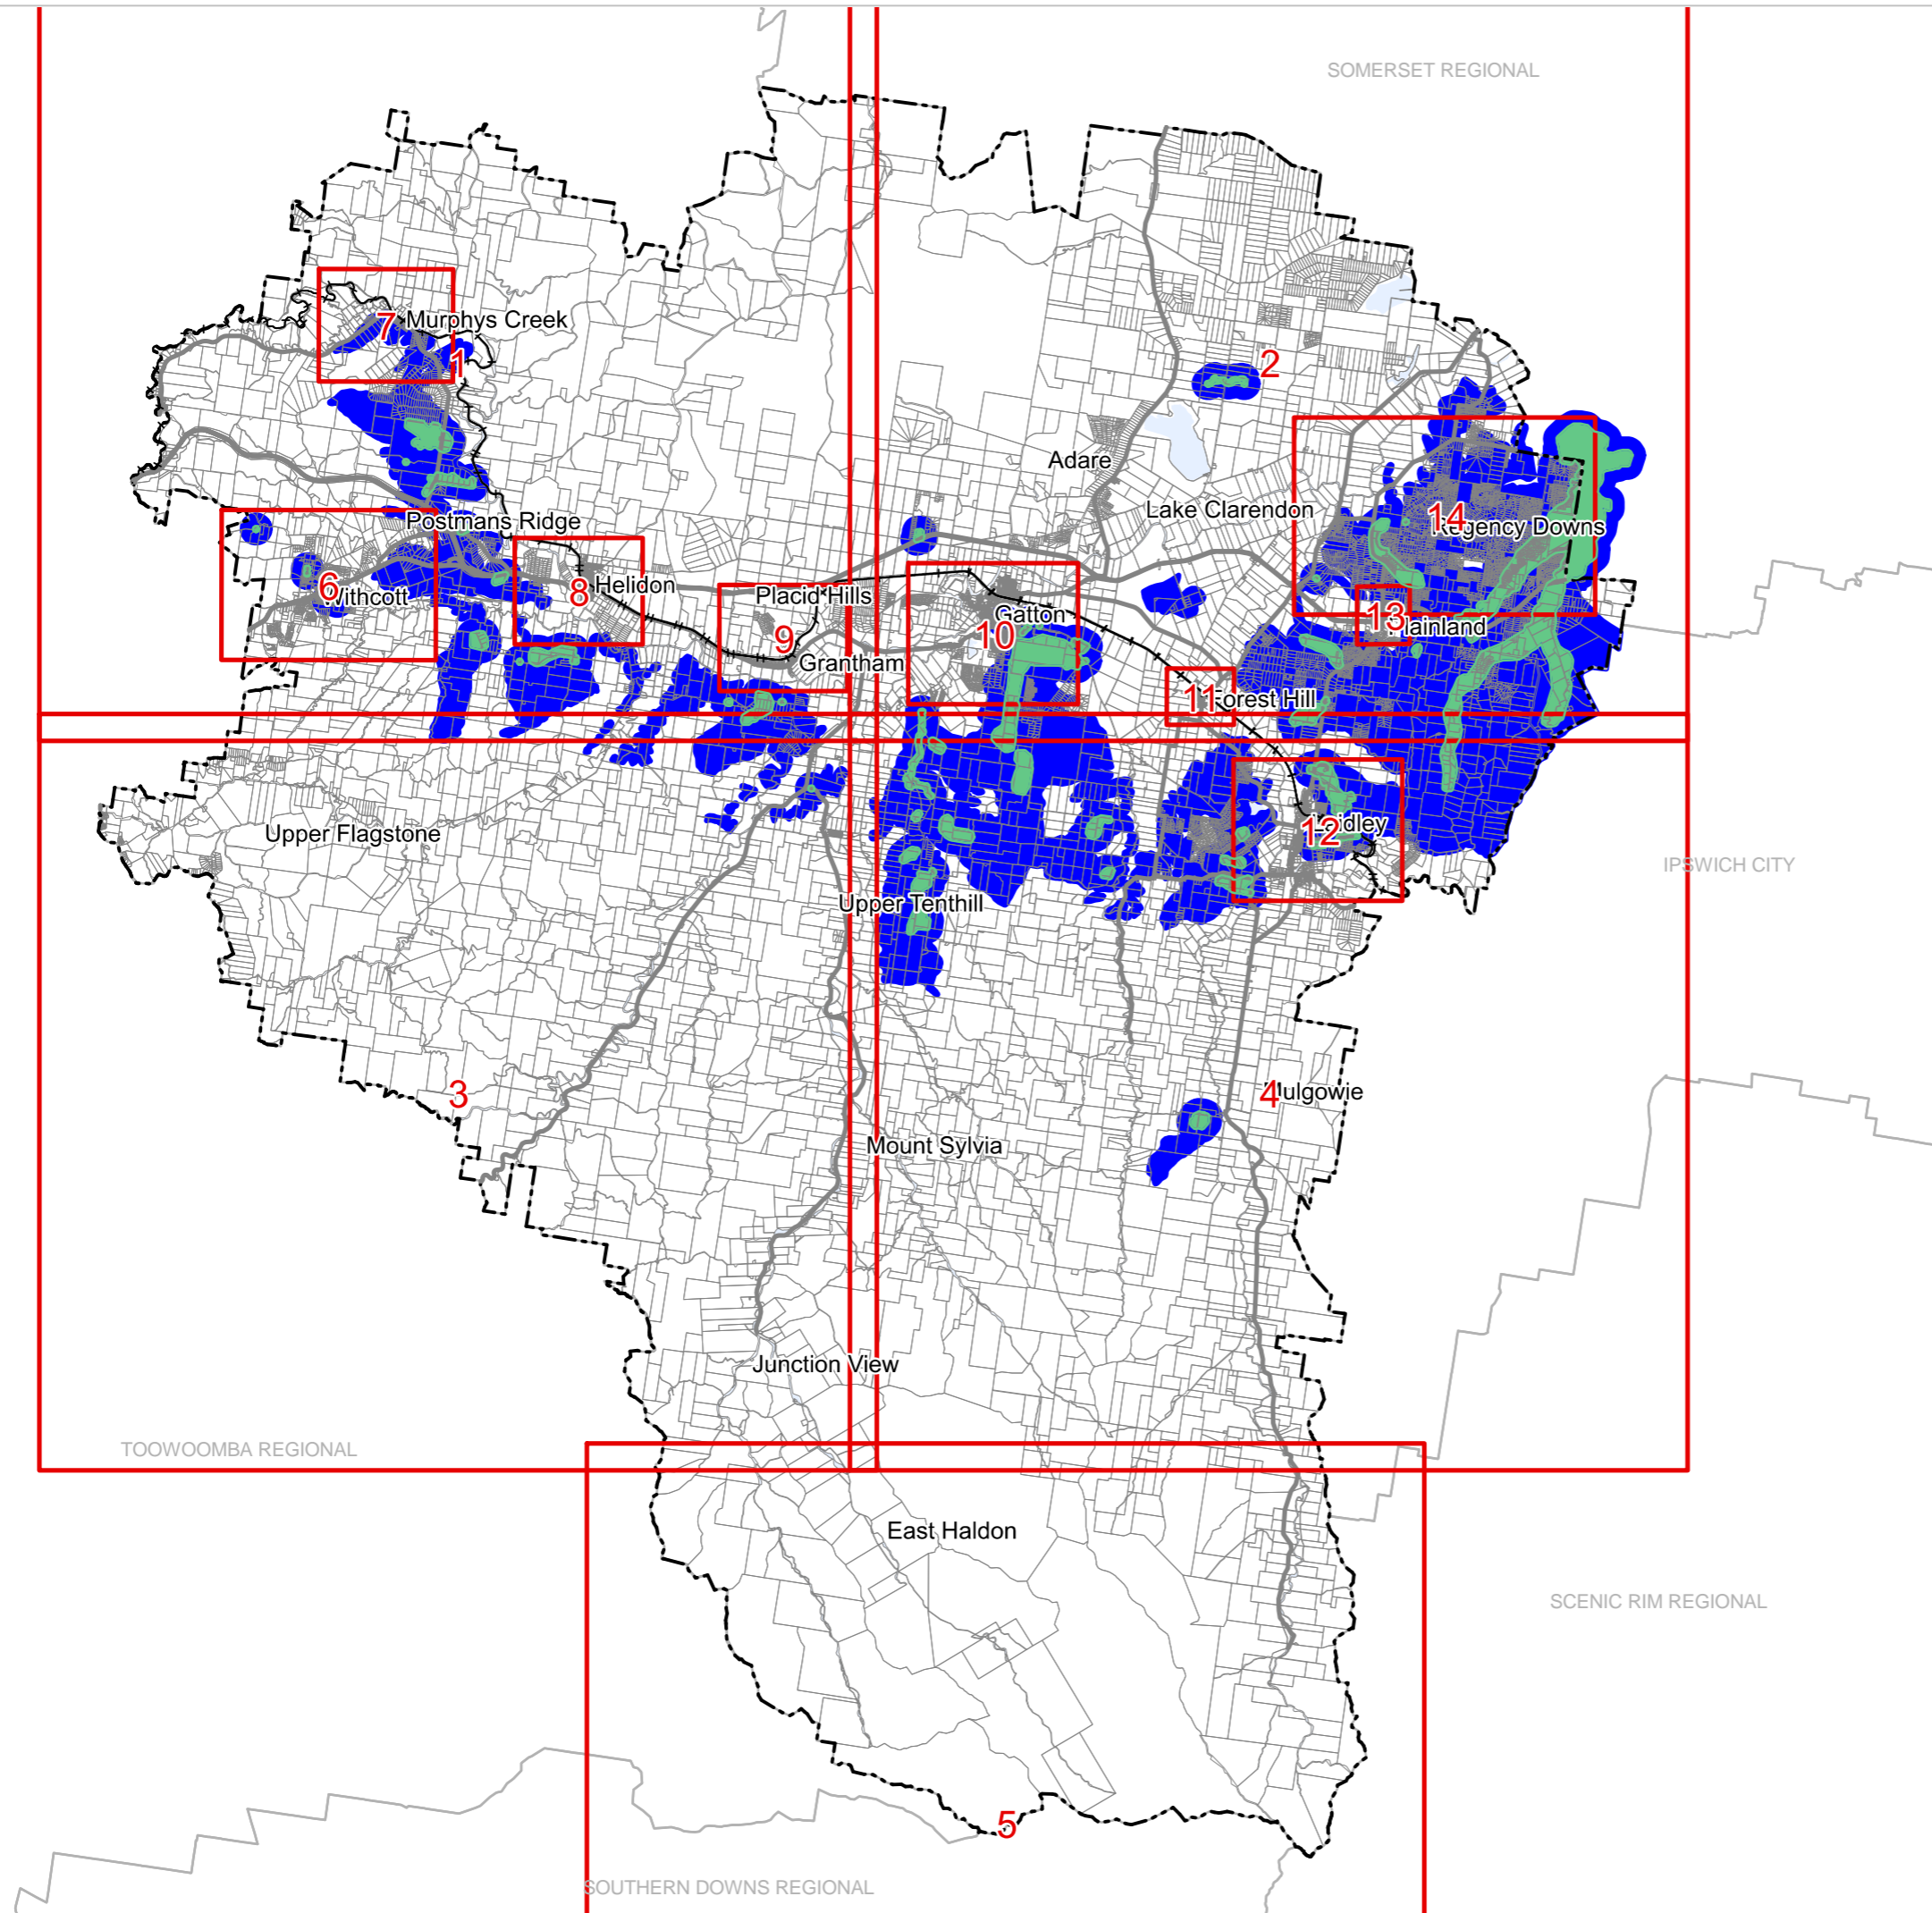 SOMERSET REGIONAL
7
Murphys Creek
1
2
Adare
Lake Clarendon
14
Regency Downs
Postmans Ridge
6
Withcott
8
Helidon
Placid Hills
9
Grantham
Gatton
10
13
Plainland
11
Forest Hill
Upper Flagstone
Laidley
12
IPSWICH CITY
Upper Tenthill
3
4
Mulgowie
Mount Sylvia
Junction View
TOOWOOMBA REGIONAL
East Haldon
SCENIC RIM REGIONAL
5
SOUTHERN DOWNS REGIONAL